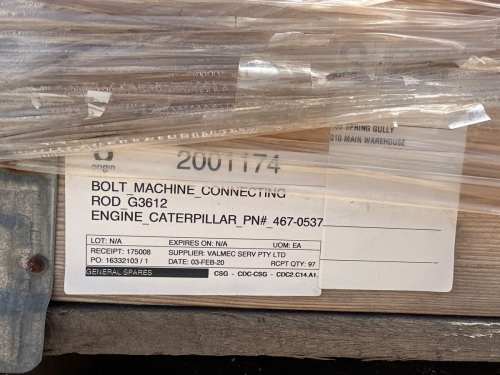 SPRING GULLY
MAIN WAREHOUSE
origin
2001174
BOLT_MACHINE_CONNECTING
ROD_G3612
ENGINE_CATERPILLAR_PN#_467-0537
LOT: N/A EXPIRES ON: N/A UOM: EA
RECEIPT: 175008 SUPPLIER: VALMEC SERV PTY LTD
PO: 16332103 / 1 DATE: 03-FEB-20 RCPT QTY: 97
GENERAL SPARES CSG - CDC-CSG - CDC2.C14.A1.